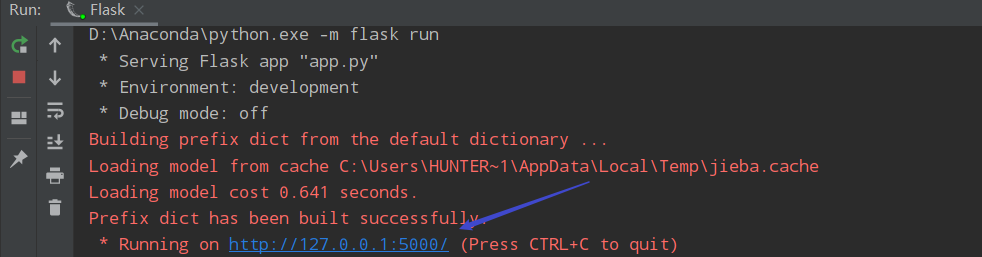 Run: Flask
D:\Anaconda\python.exe -m flask run
* Serving Flask app "app.py"
* Environment: development
* Debug mode: off
Building prefix dict from the default dictionary ...
Loading model from cache C:\Users\HUNTER~1\AppData\Local\Temp\jieba.cache
Loading model cost 0.641 seconds.
Prefix dict has been built successfully.
* Running on http://127.0.0.1:5000/ (Press CTRL+C to quit)